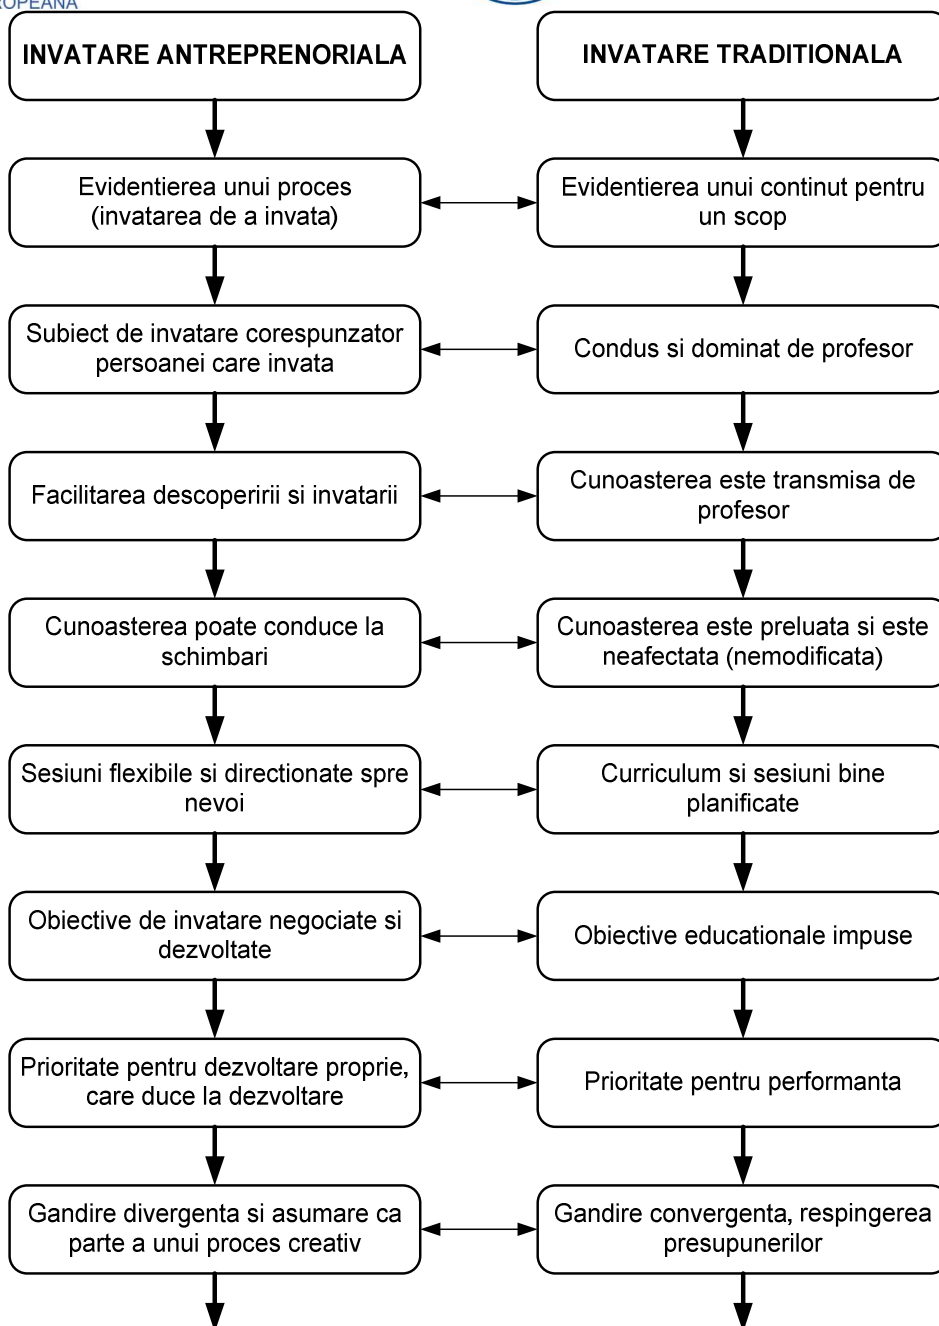 INVATARE ANTREPRENORIALA
INVATARE TRADITIONALA
Evidentierea unui proces
(invatarea de a invata)
Evidentierea unui continut pentru
un scop
Subiect de invatare corespunzator
persoanei care invata
Condus si dominat de profesor
Facilitarea descoperirii si invatarii
Cunoasterea este transmisa de
profesor
Cunoasterea poate conduce la
schimbari
Cunoasterea este preluata si este
neafectata (nemodificata)
Sesiuni flexibile si directionate spre
nevoi
Curriculum si sesiuni bine
planificate
Obiective de invatare negociate si
dezvoltate
Obiective educationale impuse
Prioritate pentru dezvoltare proprie,
care duce la dezvoltare
Prioritate pentru performanta
Gandire divergenta si asumare ca
parte a unui proces creativ
Gandire convergenta, respingerea
presupunerilor